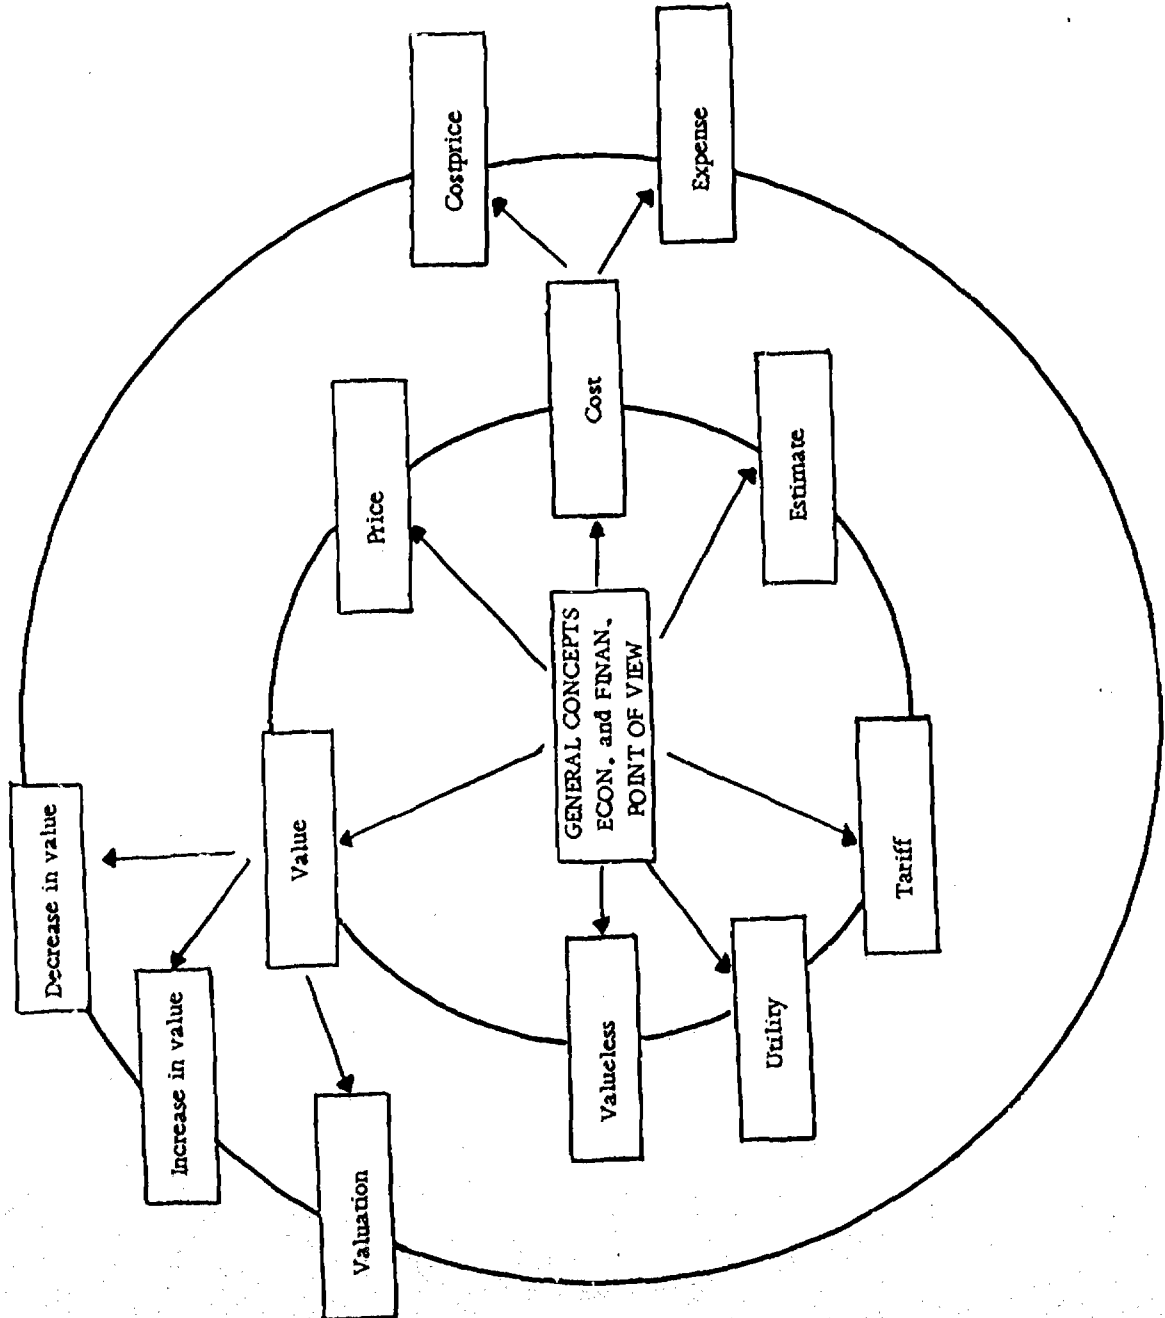 Decrease in value
Increase in value
Value
Valuation
Price
Costprice
Valueless
GENERAL CONCEPTS
ECON. and FINAN.
POINT OF VIEW
Cost
Expense
Utility
Estimate
Tariff